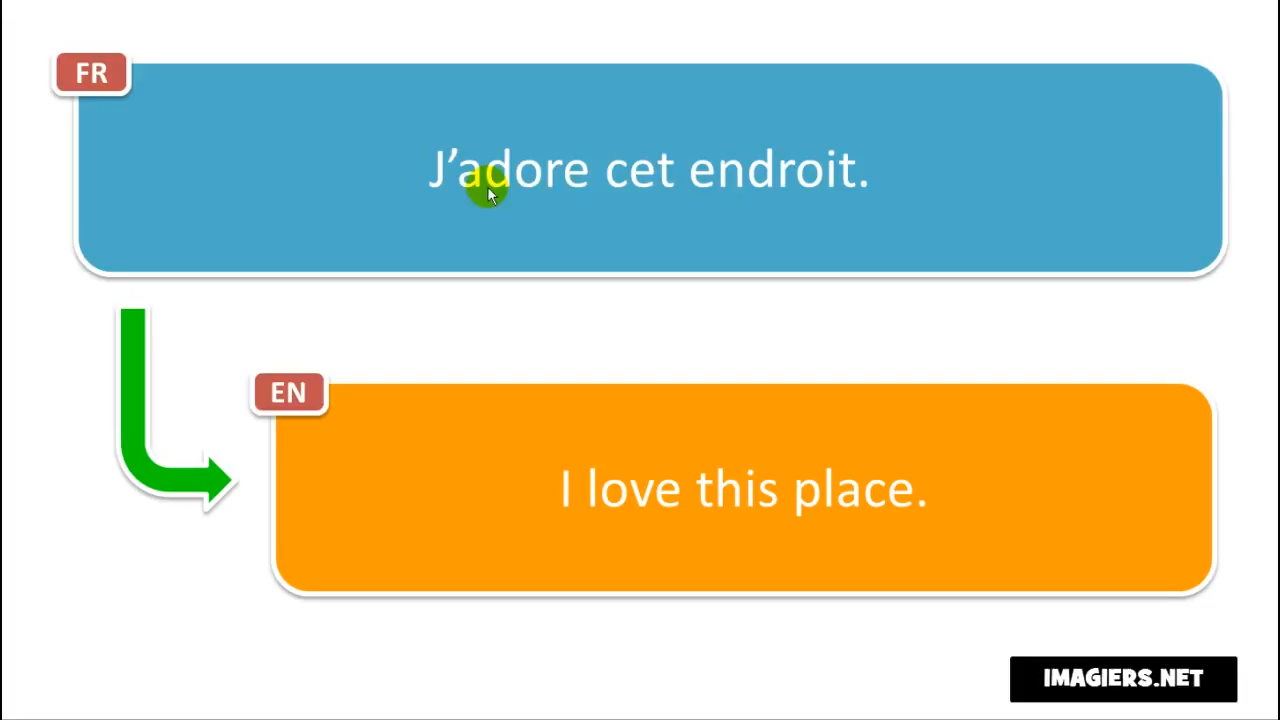 FR
J’adore cet endroit.
EN
I love this place.
IMAGIERS.NET